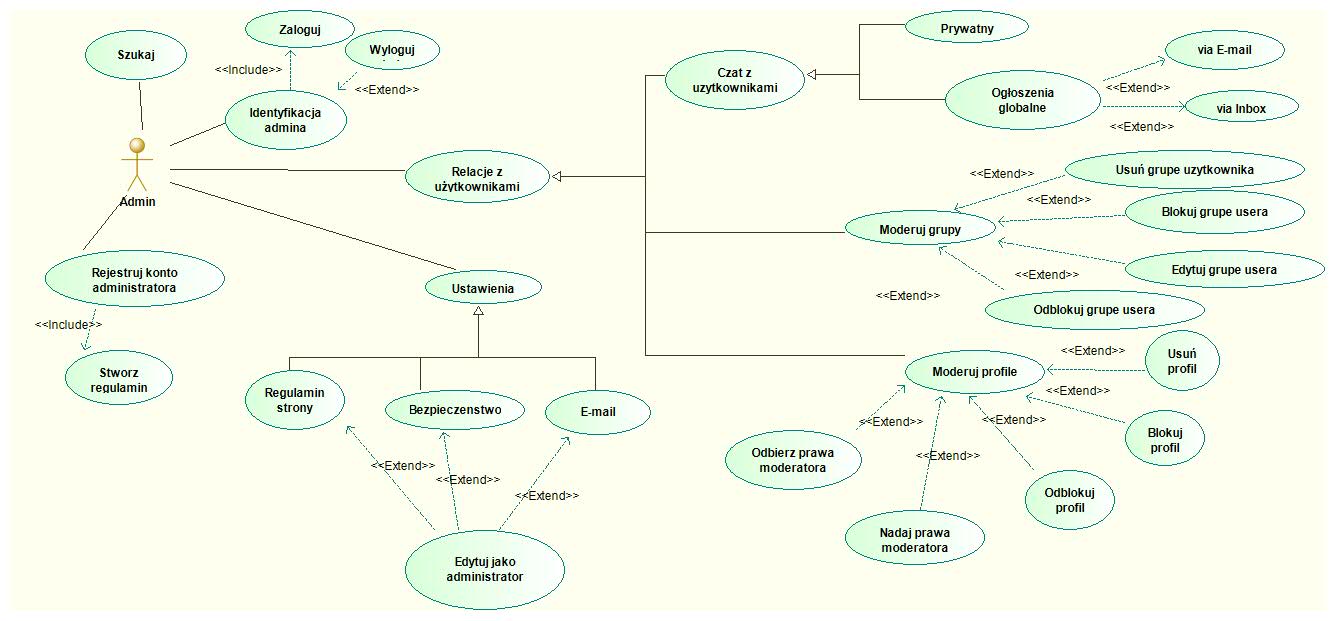 Zaloguj
Prywatny
Szukaj
Wyloguj
<<Include>>
<<Extend>>
Czat z
uzytkownikami
via E-mail
<<Extend>>
Ogłoszenia
globalne
via Inbox
<<Extend>>
Identyfikacja
admina
Relacje z
użytkownikami
<<Extend>>
Usuń grupe uzytkownika
<<Extend>>
Blokuj grupe usera
Admin
Moderuj grupy
<<Extend>>
Edytuj grupe usera
<<Extend>>
Odblokuj grupe usera
Rejestruj konto
administratora
Ustawienia
<<Include>>
Stworz
regulamin
<<Extend>>
Usuń
profil
Moderuj profile
<<Extend>>
Regulamin
strony
Bezpieczenstwo
E-mail
<<Extend>>
<<Extend>>
Blokuj
profil
Odbierz prawa
moderatora
<<Extend>>
<<Extend>>
<<Extend>>
<<Extend>>
Odblokuj
profil
Nadaj prawa
moderatora
Edytuj jako
administrator